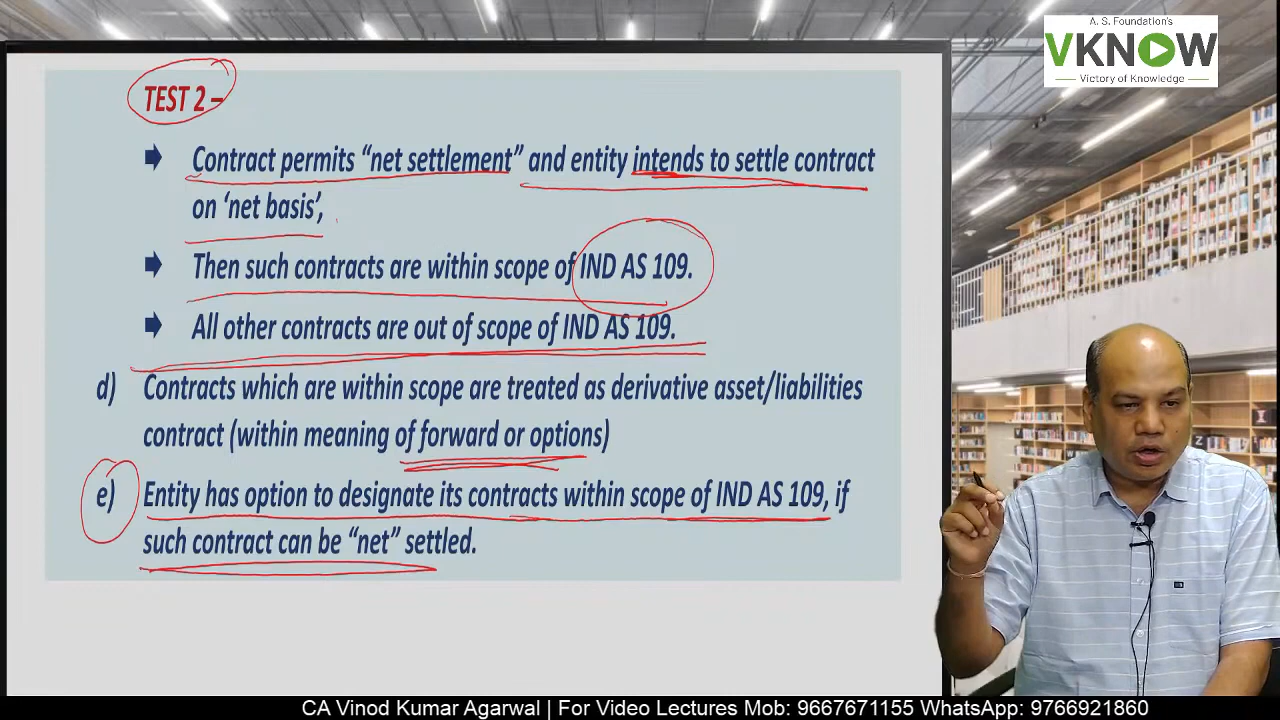 A. S. Foundation's
VKNOW
Victory of Knowledge
TEST 2 –
Contract permits “net settlement” and entity intends to settle contract
on ‘net basis’,
Then such contracts are within scope of IND AS 109.
All other contracts are out of scope of IND AS 109.
d) Contracts which are within scope are treated as derivative asset/liabilities
contract (within meaning of forward or options)
e) Entity has option to designate its contracts within scope of IND AS 109, if
such contract can be “net” settled.
CA Vinod Kumar Agarwal | For Video Lectures Mob: 9667671155 WhatsApp: 9766921860